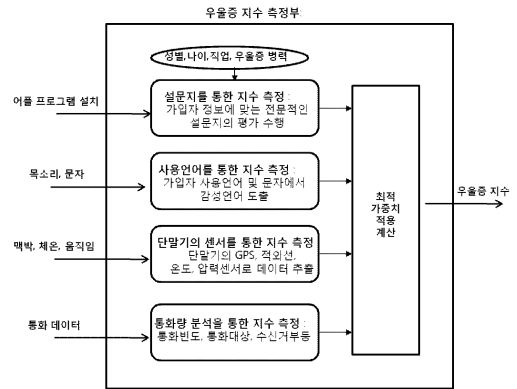 우울증 지수 측정부
성별,나이,직업, 우울증 병력
어플 프로그램 설치
설문지를 통한 지수 측정 :
가입자 정보에 맞는 전문적인
설문지의 평가 수행
목소리, 문자
사용언어를 통한 지수 측정 :
가입자 사용언어 및 문자에서
감성언어 도출
맥박, 체온, 움직임
단말기의 센서를 통한 지수 측정
단말기의 GPS, 적외선,
온도, 압력센서로 데이터 추출
통화 데이터
통화량 분석을 통한 지수 측정 :
통화빈도, 통화대상, 수신거부등
최적
가중치
적용
계산
우울증 지수